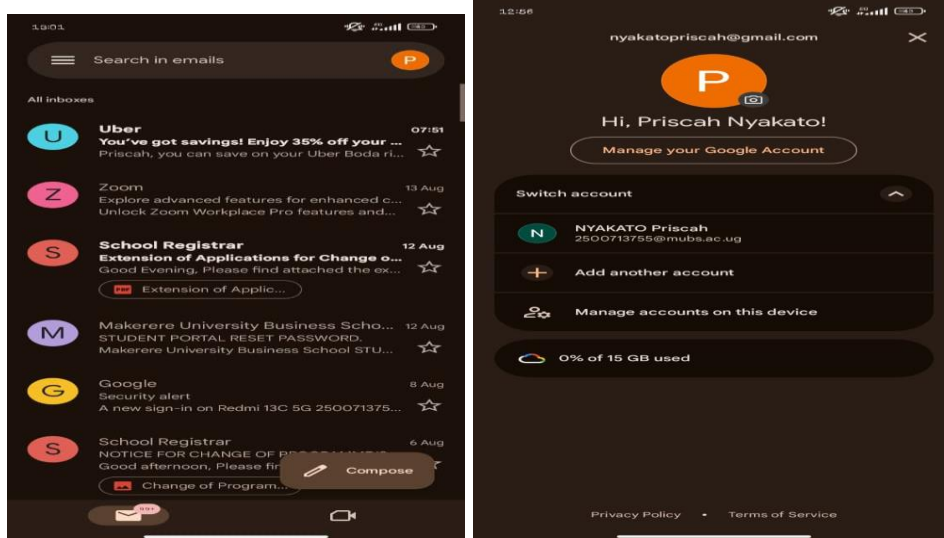 13:01
Search in emails
P
All inboxes
U
Uber
07:51
You've got savings! Enjoy 35% off your ...
Priscah, you can save on your Uber Boda ri...
Z
Zoom
13 Aug
Explore advanced features for enhanced c...
Unlock Zoom Workplace Pro features and...
S
School Registrar
12 Aug
Extension of Applications for Change o...
Good Evening, Please find attached the ex...
PDF
Extension of Applic...
M
Makerere University Business Scho...
12 Aug
STUDENT PORTAL RESET PASSWORD.
Makerere University Business School STU...
G
Google
8 Aug
Security alert
A new sign-in on Redmi 13C 5G 250071375...
S
School Registrar
6 Aug
NOTICE FOR CHANGE OF
Good afternoon, Please fin
Compose
Change of Program...
12:56
nyakatopriscah@gmail.com
P
Hi, Priscah Nyakato!
Manage your Google Account
Switch account
N
NYAKATO Priscah
2500713755@mubs.ac.ug
Add another account
Manage accounts on this device
0% of 15 GB used
Privacy Policy • Terms of Service